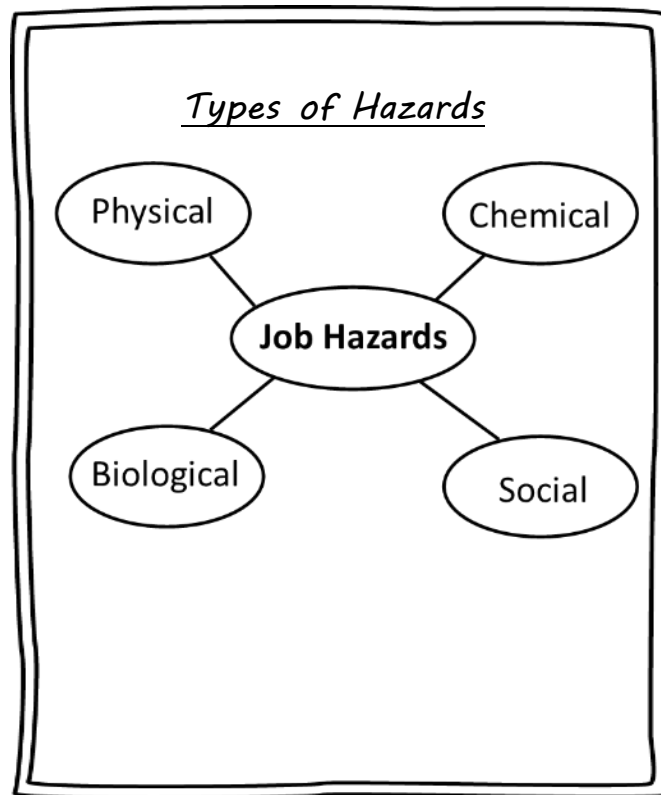 Types of Hazards
Physical
Chemical
Job Hazards
Biological
Social